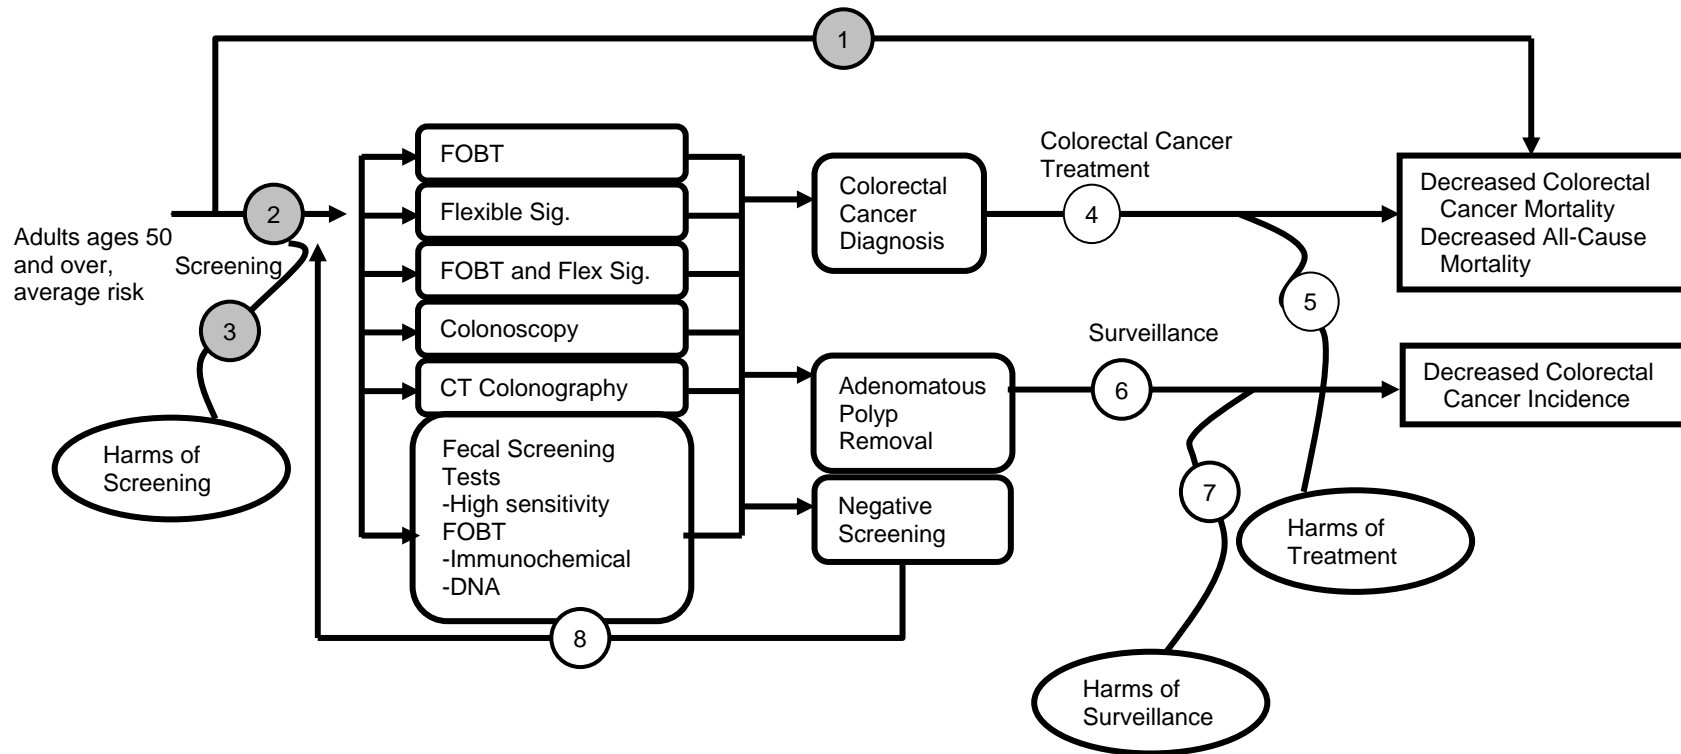 1
Adults ages 50
and over,
average risk
2
Screening
3
Harms of
Screening
FOBT
Flexible Sig.
FOBT and Flex Sig.
Colonoscopy
CT Colonography
Fecal Screening
Tests
-High sensitivity
FOBT
-Immunochemical
-DNA
8
Colorectal
Cancer
Diagnosis
Adenomatous
Polyp
Removal
Negative
Screening
Colorectal Cancer
Treatment
4
5
Surveillance
6
7
Harms of
Treatment
Harms of
Surveillance
Decreased Colorectal
Cancer Mortality
Decreased All-Cause
Mortality
Decreased Colorectal
Cancer Incidence